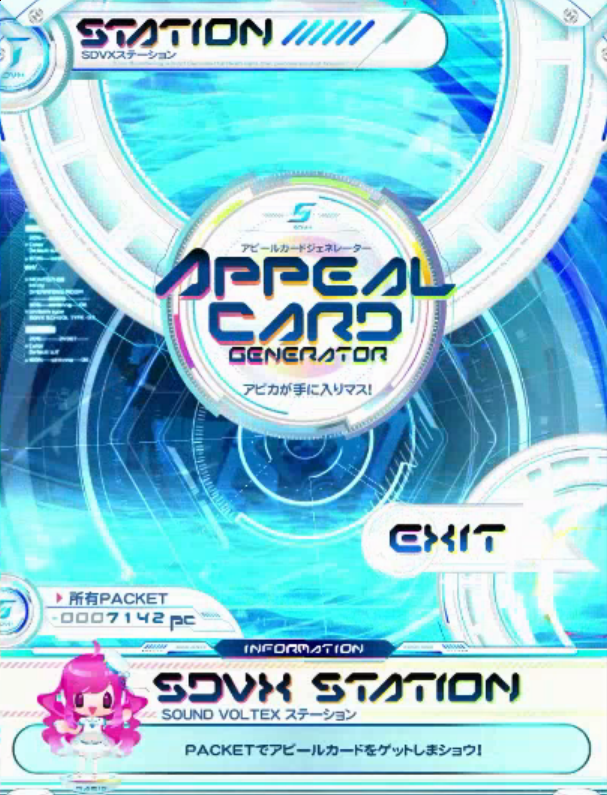 STATION
SDVXステーション
SDVX
アピールカードジェネレーター
APPEAL
CARD
GENERATOR
アピカが手に入りマス!
EXIT
所有PACKET
0007142 pc
INFORMATION
SDVX STATION
SOUND VOLTEX ステーション
PACKETでアピールカードをゲットしまショウ!